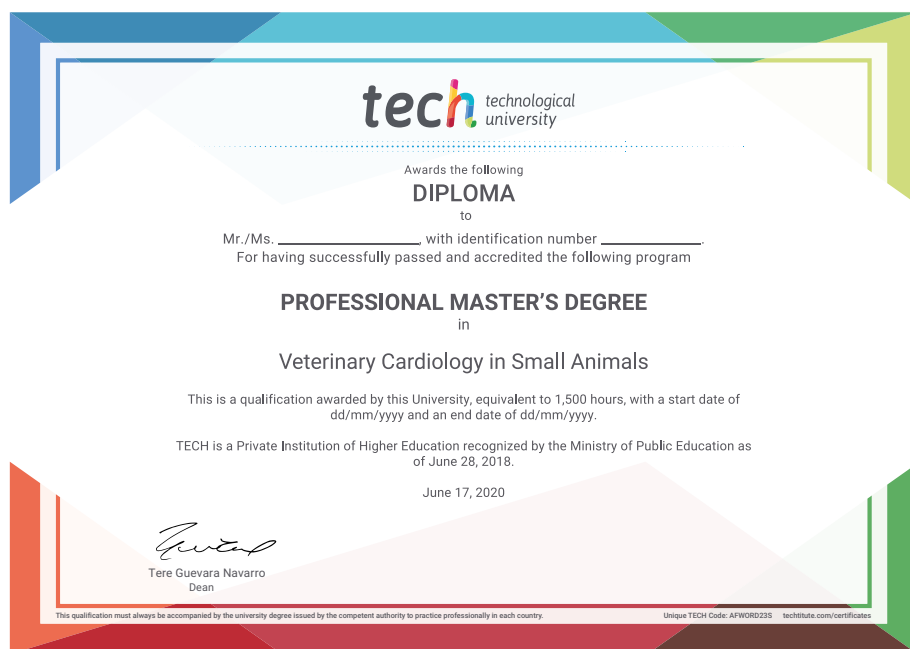 tech technological
university
Awards the following
DIPLOMA
to
Mr./Ms. ____________________, with identification number ______________.
For having successfully passed and accredited the following program
PROFESSIONAL MASTER'S DEGREE
in
Veterinary Cardiology in Small Animals
This is a qualification awarded by this University, equivalent to 1,500 hours, with a start date of
dd/mm/yyyy and an end date of dd/mm/yyyy.
TECH is a Private Institution of Higher Education recognized by the Ministry of Public Education as
of June 28, 2018.
June 17, 2020
Tere Guevara Navarro
Dean
This qualification must always be accompanied by the university degree issued by the competent authority to practice professionally in each country.
Unique TECH Code: AFWORD23S techtitute.com/certificates